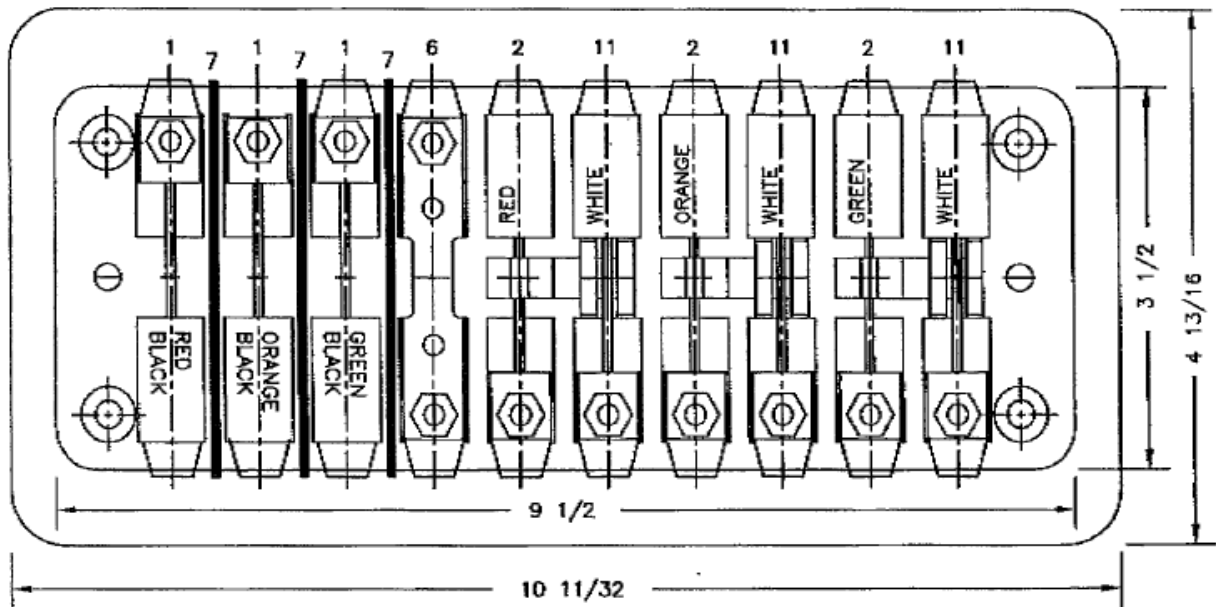 1 7 1 7 1 7 6 2 11 2 11 2 11
RED
WHITE
ORANGE
WHITE
GREEN
WHITE
RED
BLACK
ORANGE
BLACK
GREEN
BLACK
3 1/2
4 13/16
9 1/2
10 11/32